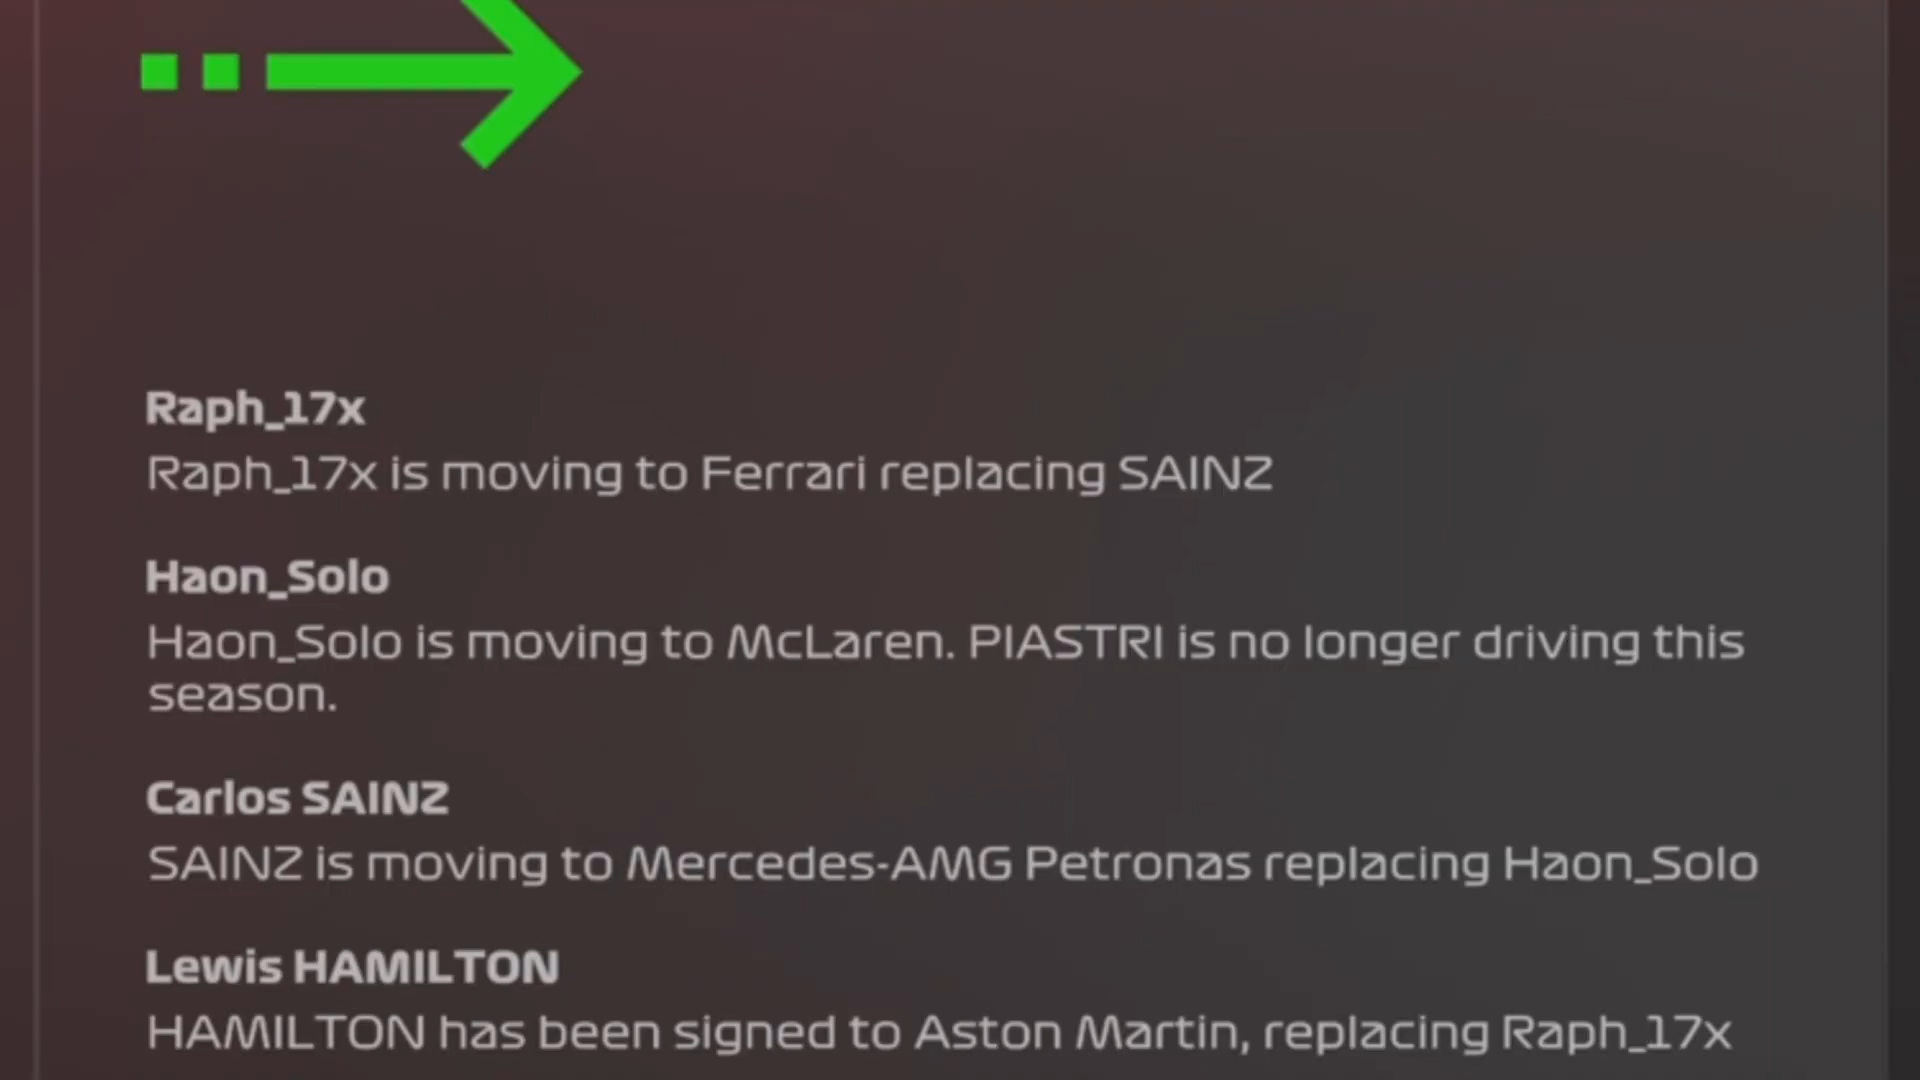 Raph_17x
Raph_17x is moving to Ferrari replacing SAINZ
Haon_Solo
Haon_Solo is moving to McLaren. PIASTRI is no longer driving this
season.
Carlos SAINZ
SAINZ is moving to Mercedes-AMG Petronas replacing Haon_Solo
Lewis HAMILTON
HAMILTON has been signed to Aston Martin, replacing Raph_17x